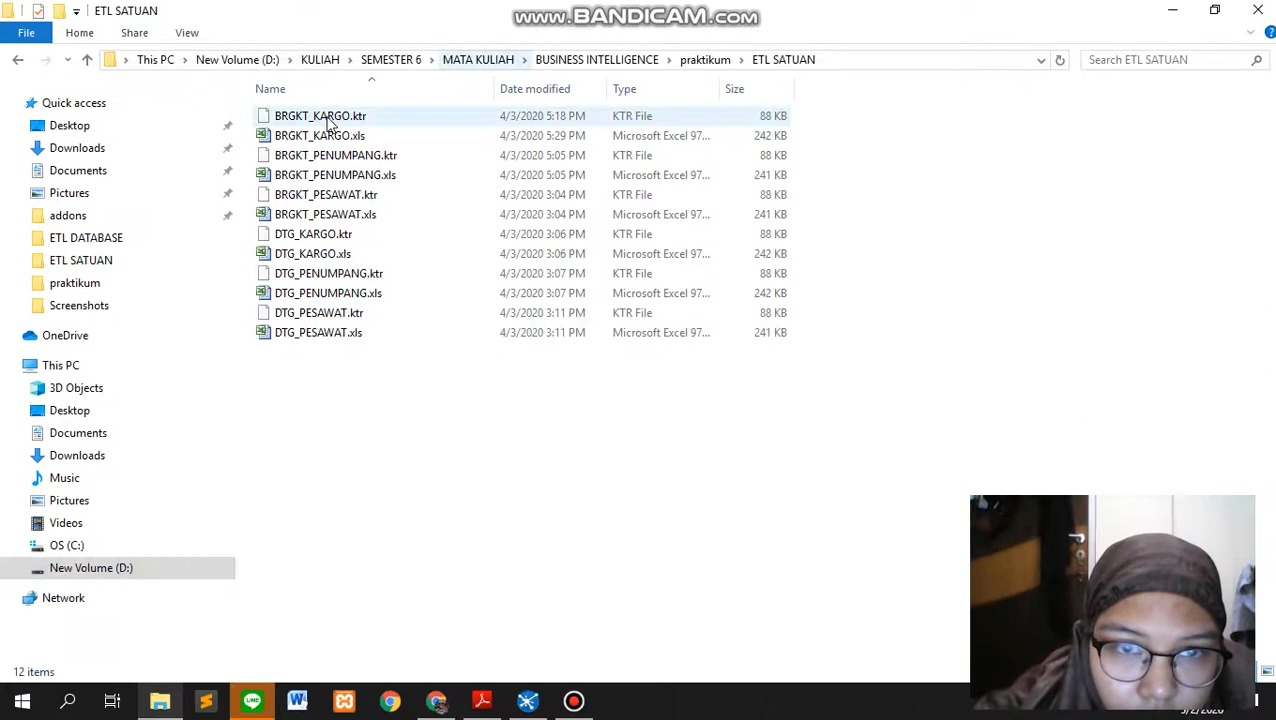 ETL SATUAN
www.BANDICAM.com
File Home Share View
This PC New Volume (D:) KULIAH SEMESTER 6 MATA KULIAH BUSINESS INTELLIGENCE praktikum ETL SATUAN
Search ETL SATUAN
Name Date modified Type Size
BRGKT_KARGO.ktr 4/3/2020 5:18 PM KTR File 88 KB
BRGKT_KARGO.xls 4/3/2020 5:29 PM Microsoft Excel 97... 242 KB
BRGKT_PENUMPANG.ktr 4/3/2020 5:05 PM KTR File 88 KB
BRGKT_PENUMPANG.xls 4/3/2020 5:05 PM Microsoft Excel 97... 241 KB
BRGKT_PESAWAT.ktr 4/3/2020 3:04 PM KTR File 88 KB
BRGKT_PESAWAT.xls 4/3/2020 3:04 PM Microsoft Excel 97... 241 KB
DTG_KARGO.ktr 4/3/2020 3:06 PM KTR File 88 KB
DTG_KARGO.xls 4/3/2020 3:06 PM Microsoft Excel 97... 242 KB
DTG_PENUMPANG.ktr 4/3/2020 3:07 PM KTR File 88 KB
DTG_PENUMPANG.xls 4/3/2020 3:07 PM Microsoft Excel 97... 242 KB
DTG_PESAWAT.ktr 4/3/2020 3:11 PM KTR File 88 KB
DTG_PESAWAT.xls 4/3/2020 3:11 PM Microsoft Excel 97... 241 KB
Quick access
Desktop
Downloads
Documents
Pictures
addons
ETL DATABASE
ETL SATUAN
praktikum
Screenshots
OneDrive
This PC
3D Objects
Desktop
Documents
Downloads
Music
Pictures
Videos
OS (C:)
New Volume (D:)
Network
12 items
LINE